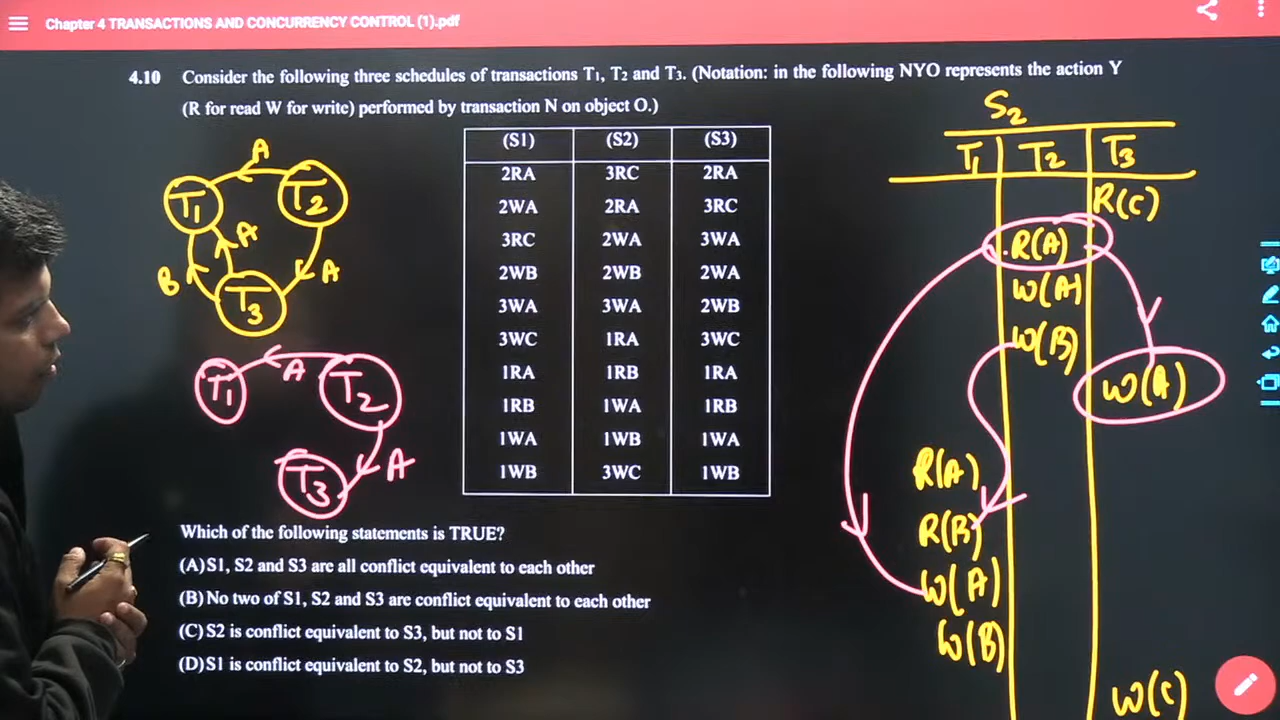 Chapter 4 TRANSACTIONS AND CONCURRENCY CONTROL (1).pdf
4.10 Consider the following three schedules of transactions T1, T2 and T3. (Notation: in the following NYO represents the action Y
(R for read W for write) performed by transaction N on object O.)
(S1) (S2) (S3)
2RA 3RC 2RA
2WA 2RA 3RC
3RC 2WA 3WA
2WB 2WB 2WA
3WA 3WA 2WB
3WC 1RA 3WC
1RA 1RB 1RA
1RB 1WA 1RB
1WA 1WB 1WA
1WB 3WC 1WB
Which of the following statements is TRUE?
(A) S1, S2 and S3 are all conflict equivalent to each other
(B) No two of S1, S2 and S3 are conflict equivalent to each other
(C) S2 is conflict equivalent to S3, but not to S1
(D) S1 is conflict equivalent to S2, but not to S3
A
T1 T2
A
B A
T3
T1 A T2
A
T3
S2
T1 T2 T3
R(C)
R(A)
W(A)
W(B)
W(A)
R(A)
R(B)
W(A)
W(B)
W(C)